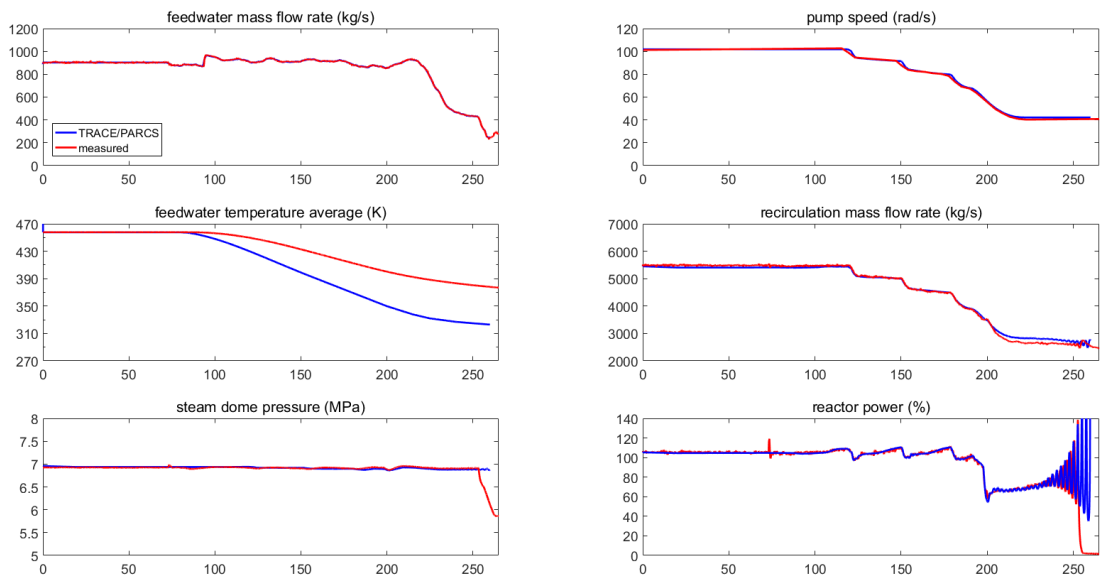 feedwater mass flow rate (kg/s)
1200
1000
800
600
400
200
0
TRACE/PARCS
measured
0 50 100 150 200 250
pump speed (rad/s)
120
100
80
60
40
20
0
0 50 100 150 200 250
feedwater temperature average (K)
470
430
390
350
310
270
0 50 100 150 200 250
recirculation mass flow rate (kg/s)
7000
6000
5000
4000
3000
2000
0 50 100 150 200 250
steam dome pressure (MPa)
8
7.5
7
6.5
6
5.5
5
0 50 100 150 200 250
reactor power (%)
140
120
100
80
60
40
20
0
0 50 100 150 200 250